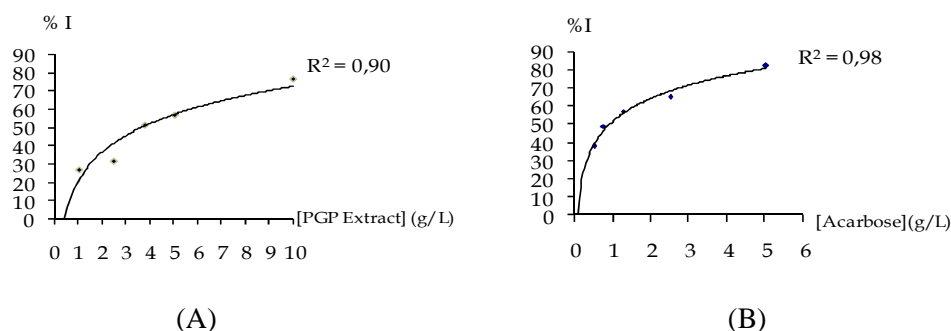 % I
90
80
70
60
50
40
30
20
10
0
R² = 0,90
[PGP Extract] (g/L)
0 1 2 3 4 5 6 7 8 9 10
(A)
%I
90
80
70
60
50
40
30
20
10
0
R² = 0,98
[Acarbose](g/L)
0 1 2 3 4 5 6
(B)